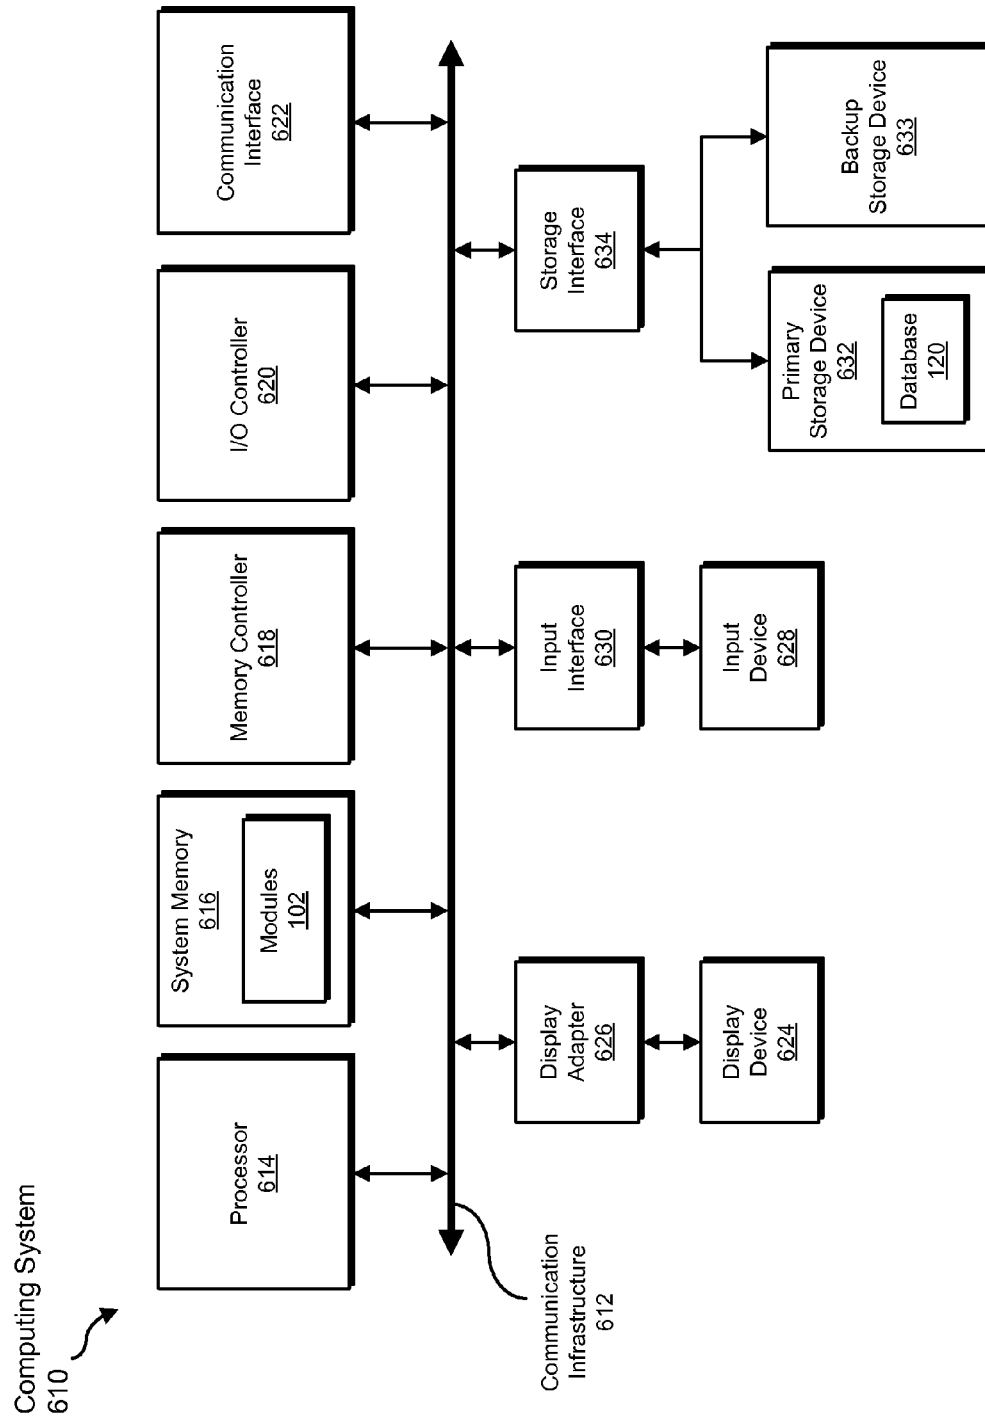 Computing System
610
Processor
614
System Memory
616
Modules
102
Memory Controller
618
I/O Controller
620
Communication
Interface
622
Communication
Infrastructure
612
Display
Adapter
626
Display
Device
624
Input
Interface
630
Input
Device
628
Storage
Interface
634
Primary
Storage Device
632
Database
120
Backup
Storage Device
633